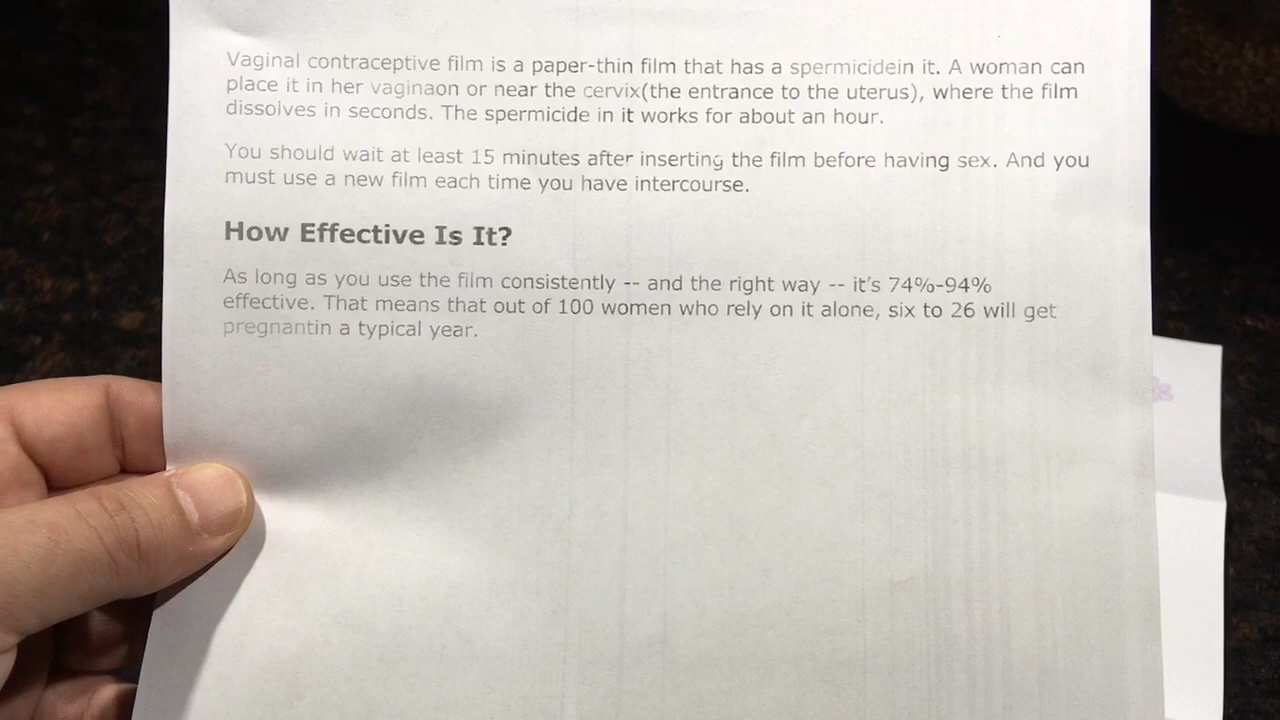 Vaginal contraceptive film is a paper-thin film that has a spermicidein it. A woman can
place it in her vaginaon or near the cervix(the entrance to the uterus), where the film
dissolves in seconds. The spermicide in it works for about an hour.
You should wait at least 15 minutes after inserting the film before having sex. And you
must use a new film each time you have intercourse.
How Effective Is It?
As long as you use the film consistently -- and the right way -- it's 74%-94%
effective. That means that out of 100 women who rely on it alone, six to 26 will get
pregnantin a typical year.